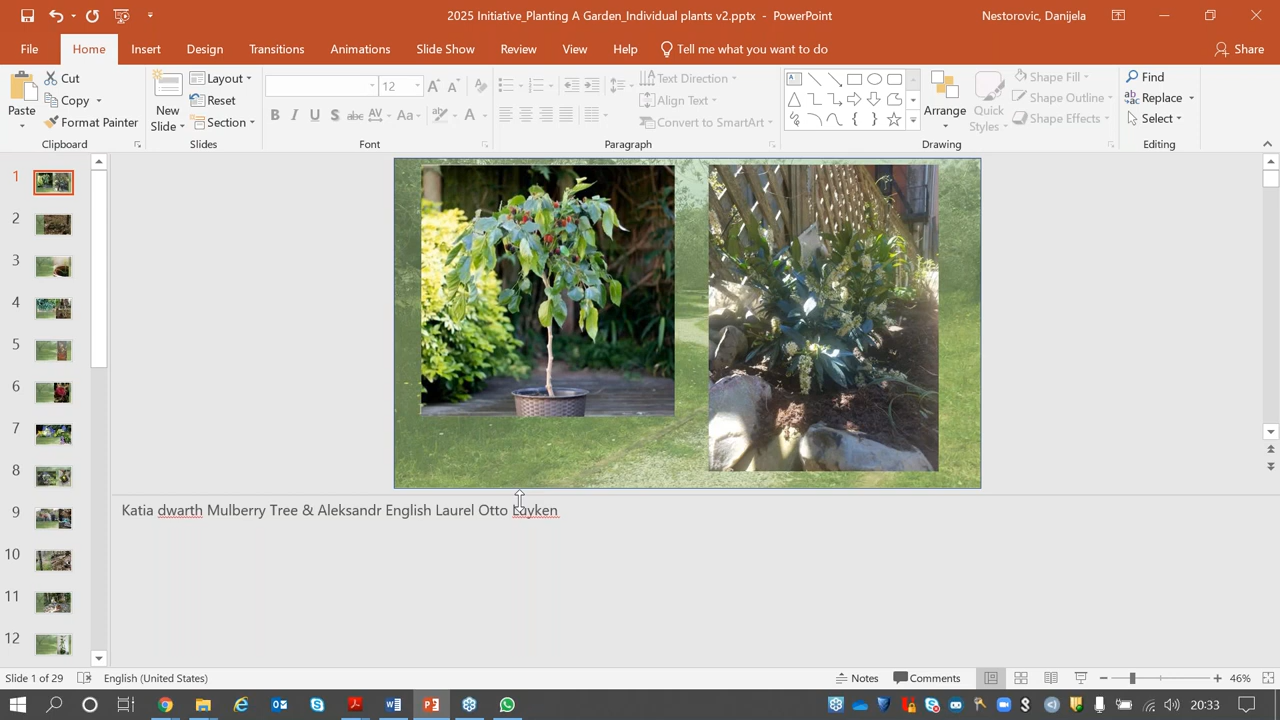 2025 Initiative_Planting A Garden_Individual plants v2.pptx - PowerPoint
Nestorovic, Danijela
File Home Insert Design Transitions Animations Slide Show Review View Help Tell me what you want to do Share
Cut
Copy
Format Painter
Paste
Clipboard
New Slide
Layout
Reset
Section
Slides
12
B I U S abc AV Aa A
Font
Text Direction
Align Text
Convert to SmartArt
Paragraph
Arrange
Quick Styles
Shape Fill
Shape Outline
Shape Effects
Drawing
Find
Replace
Select
Editing
1
2
3
4
5
6
7
8
9
10
11
12
Katia dwarth Mulberry Tree & Aleksandr English Laurel Otto Luyken
Slide 1 of 29 English (United States) Notes Comments 46%
20:33 ENG